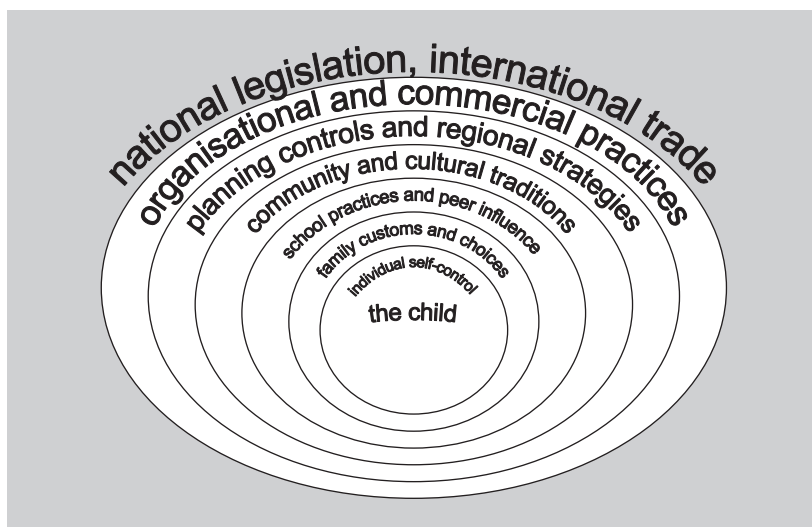 national legislation, international trade
organisational and commercial practices
planning controls and regional strategies
community and cultural traditions
school practices and peer influence
family customs and choices
individual self-control
the child